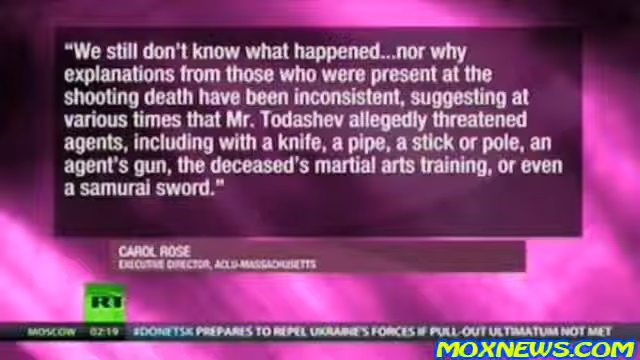 “We still don’t know what happened...nor why
explanations from those who were present at the
shooting death have been inconsistent, suggesting at
various times that Mr. Todashev allegedly threatened
agents, including with a knife, a pipe, a stick or pole, an
agent’s gun, the deceased’s martial arts training, or even
a samurai sword.”
CAROL ROSE
EXECUTIVE DIRECTOR, ACLU-MASSACHUSETTS
RT
MOSCOW 02:19 #DONETSK PREPARES TO REPEL UKRAINE'S FORCES IF PULL-OUT ULTIMATUM NOT MET
MOXNEWS.COM